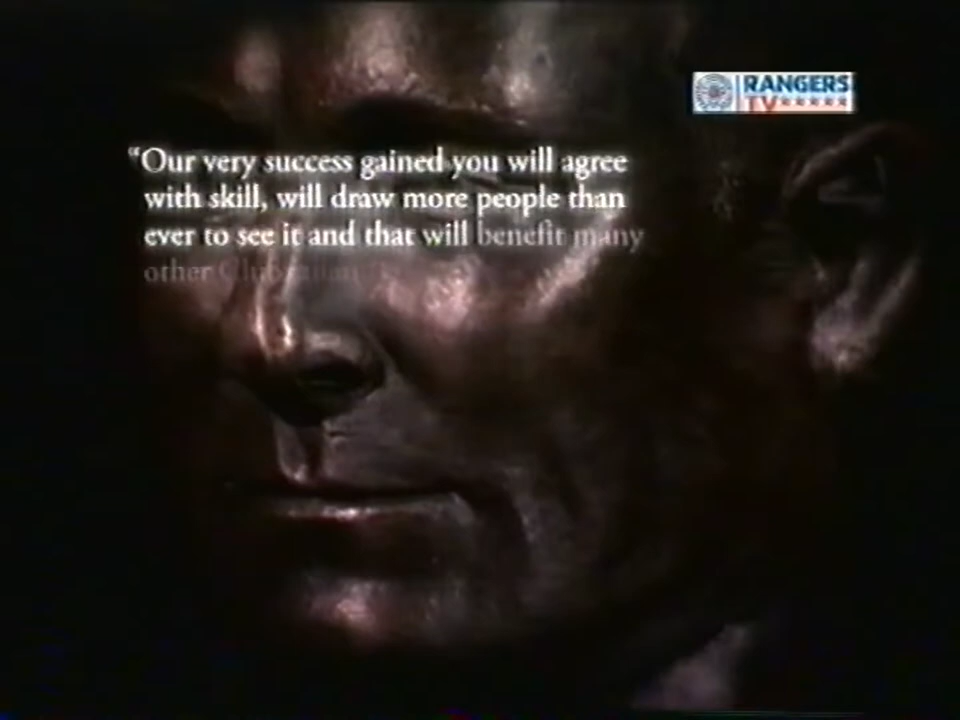 RANGERS
TV
“Our very success gained you will agree
with skill, will draw more people than
ever to see it and that will benefit many
other Clubs